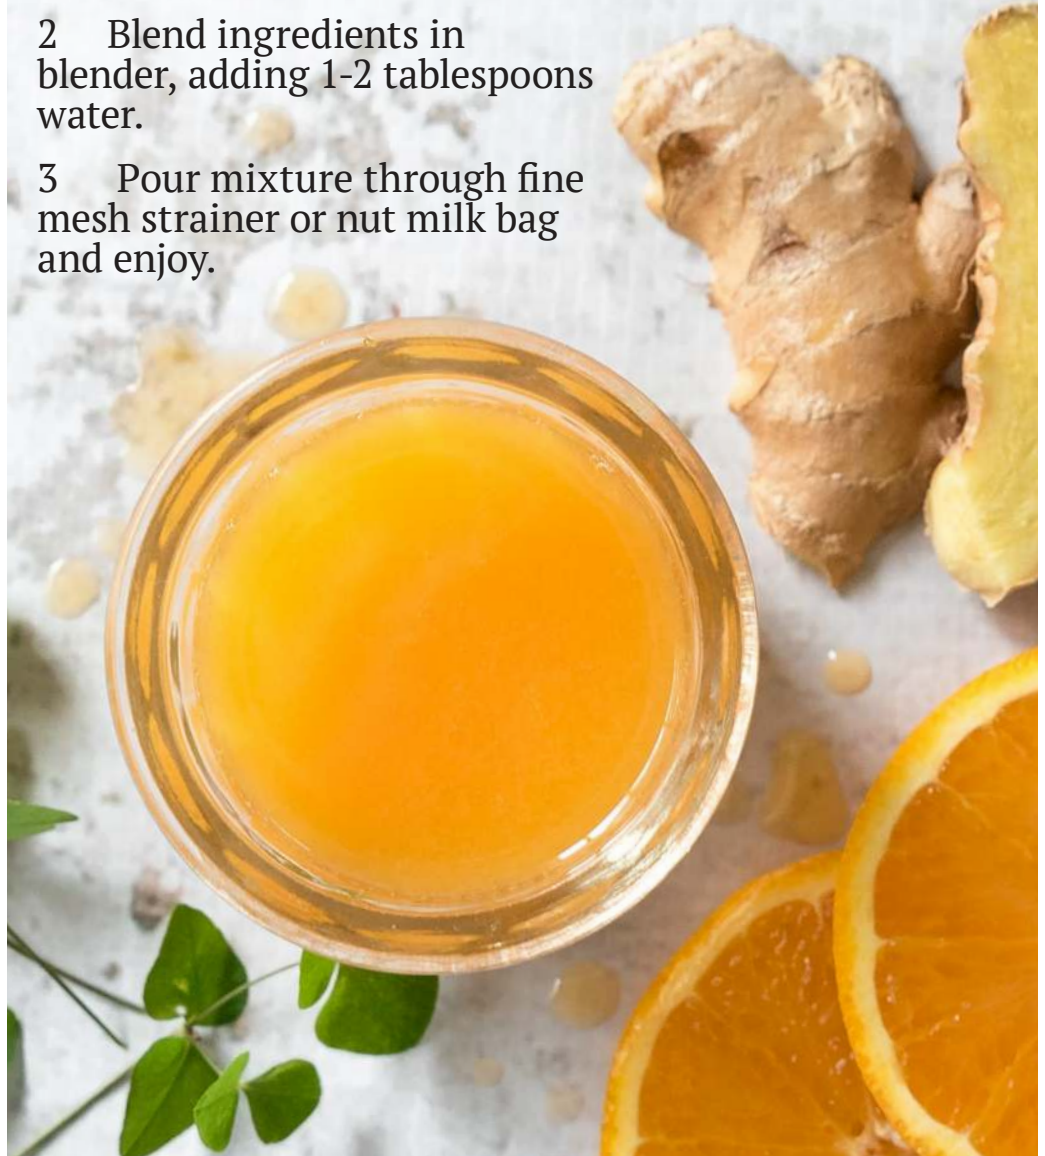 2 Blend ingredients in
blender, adding 1-2 tablespoons
water.
3 Pour mixture through fine
mesh strainer or nut milk bag
and enjoy.